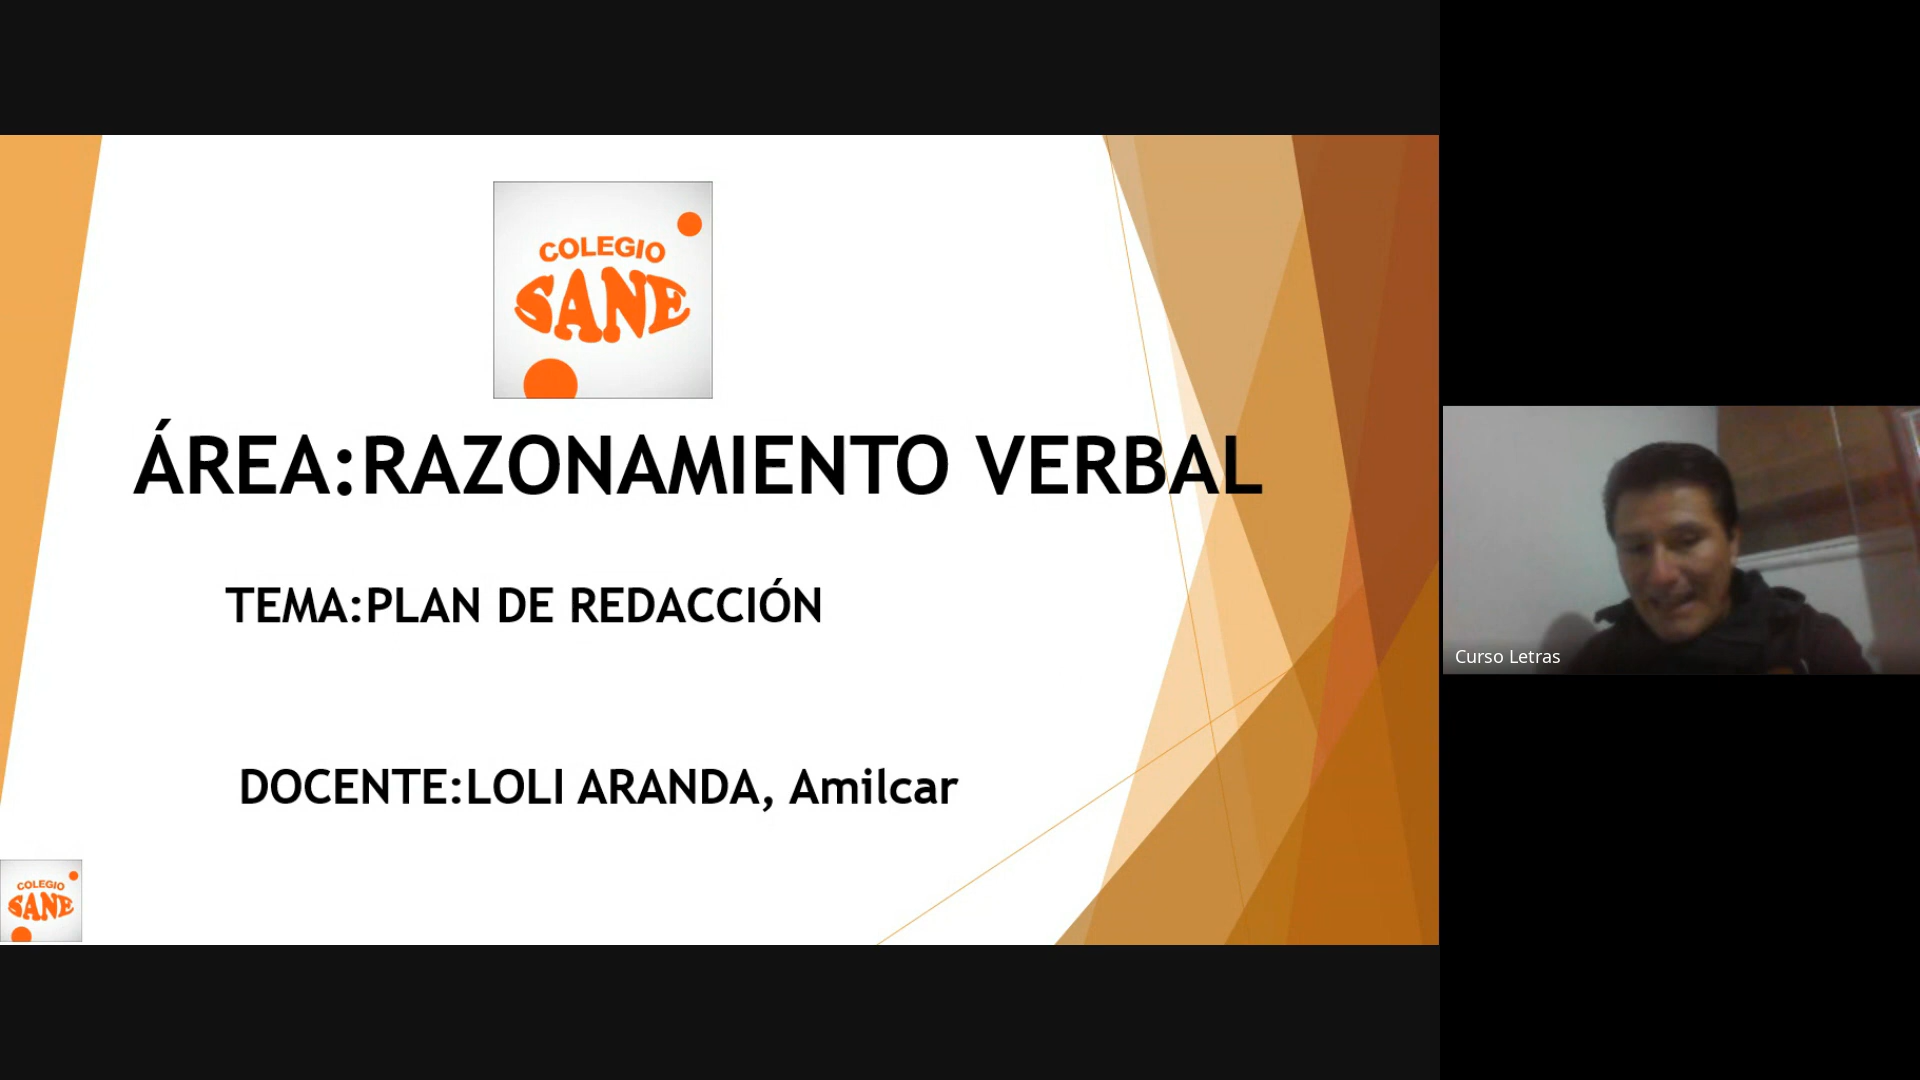 COLEGIO
SANE
ÁREA:RAZONAMIENTO VERBAL
TEMA:PLAN DE REDACCIÓN
DOCENTE:LOLI ARANDA, Amilcar
COLEGIO
SANE
Curso Letras